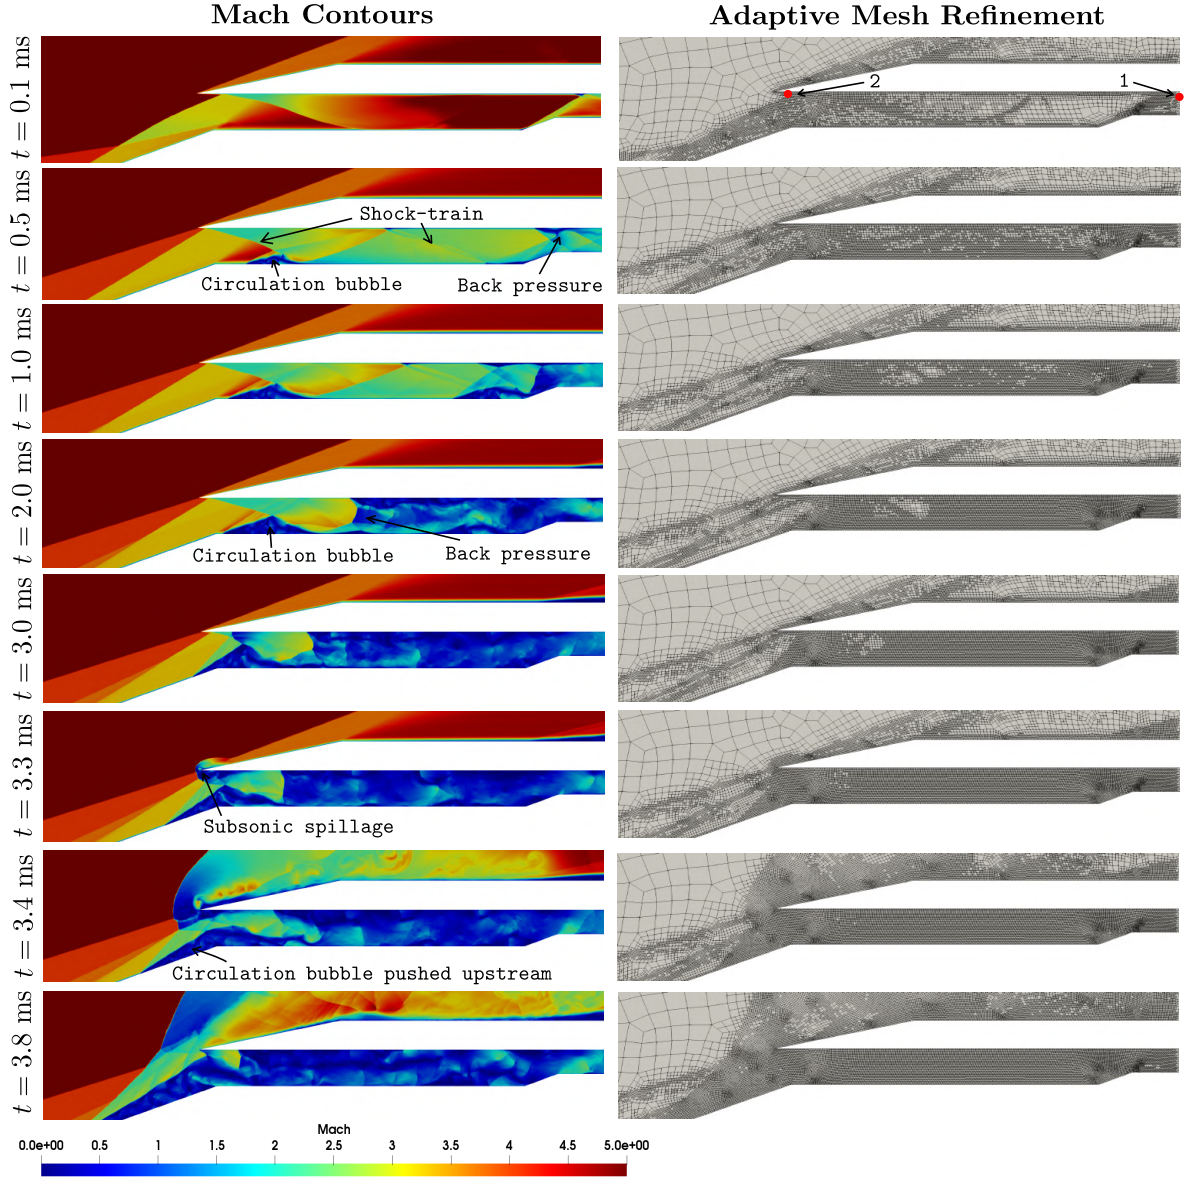 Mach Contours
Adaptive Mesh Refinement
t = 0.1 ms
2
1
t = 0.5 ms
Shock-train
Circulation bubble
Back pressure
t = 1.0 ms
t = 2.0 ms
Circulation bubble
Back pressure
t = 3.0 ms
t = 3.3 ms
Subsonic spillage
t = 3.4 ms
Circulation bubble pushed upstream
t = 3.8 ms
Mach
0.0e+00 0.5 1 1.5 2 2.5 3 3.5 4 4.5 5.0e+00